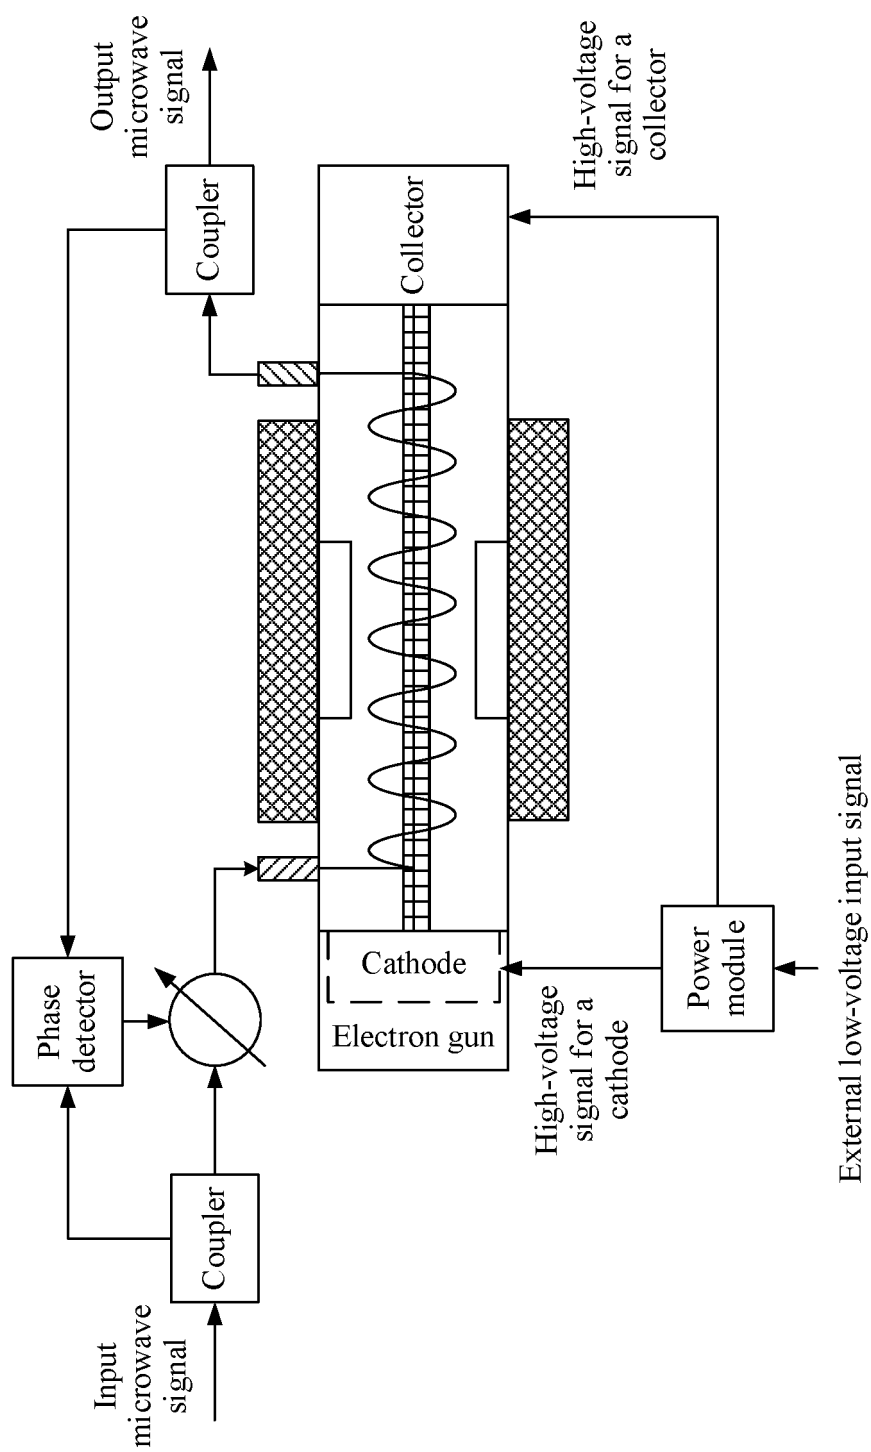 Output
microwave
signal
Coupler
High-voltage
signal for a
collector
Collector
Phase
detector
Cathode
Electron gun
High-voltage
signal for a
cathode
Power
module
External low-voltage input signal
Coupler
Input
microwave
signal